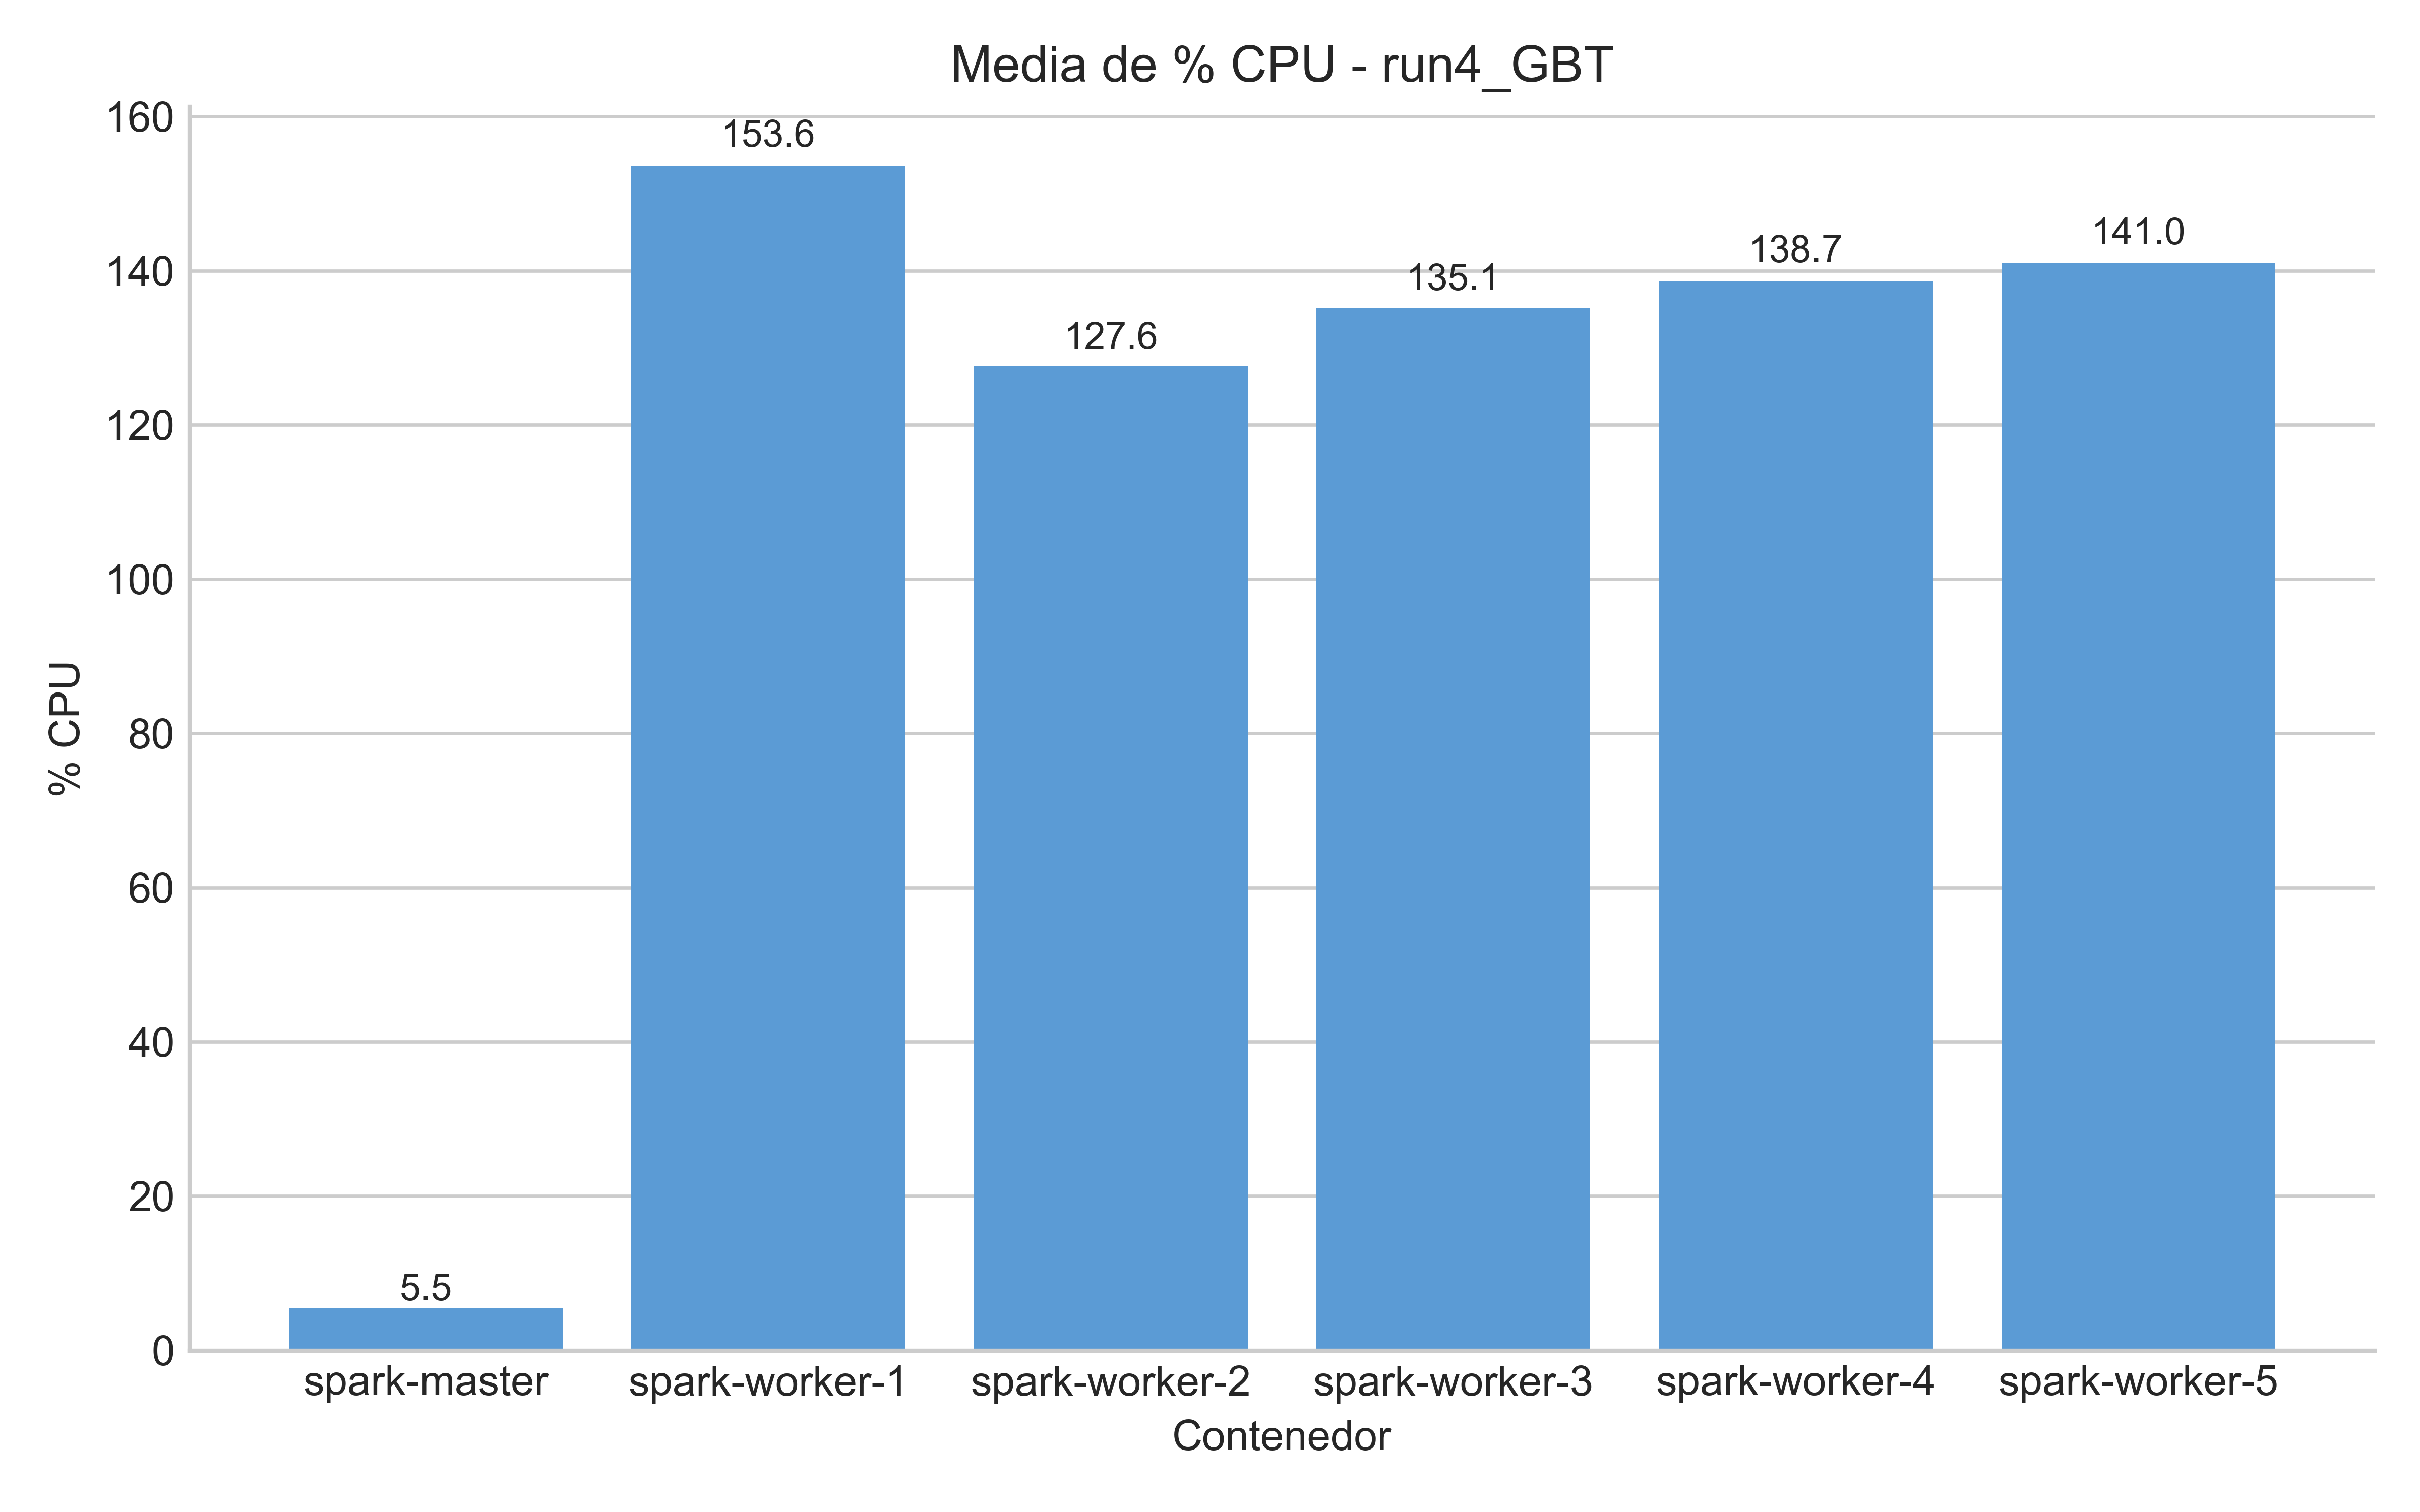 Media de % CPU - run4_GBT
160
140
120
100
80
60
40
20
0
% CPU
5.5
153.6
127.6
135.1
138.7
141.0
spark-master
spark-worker-1
spark-worker-2
spark-worker-3
spark-worker-4
spark-worker-5
Contenedor